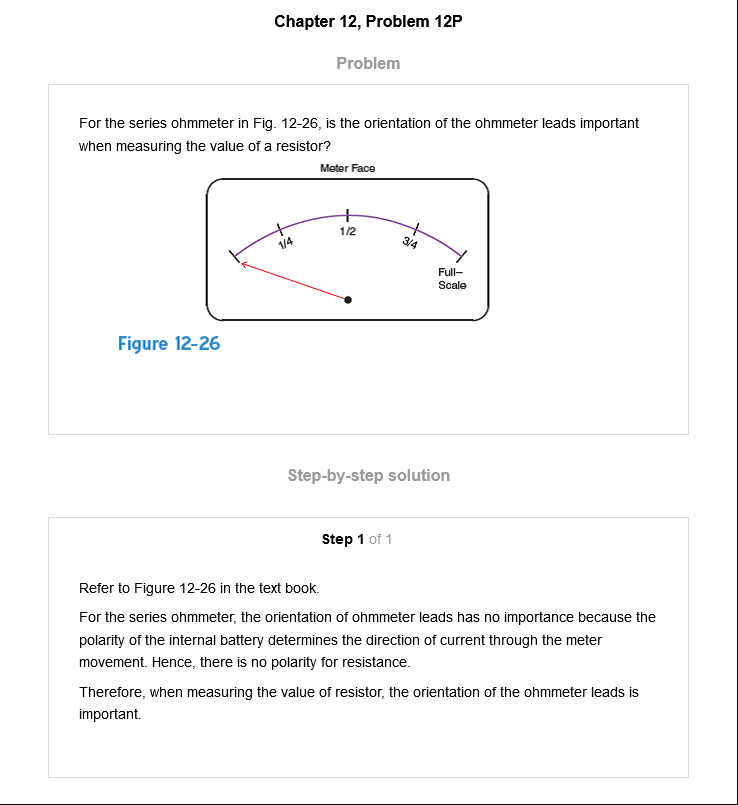 Chapter 12, Problem 12P
Problem
For the series ohmmeter in Fig. 12-26, is the orientation of the ohmmeter leads important
when measuring the value of a resistor?
Meter Face
1/4
1/2
3/4
Full–
Scale
Figure 12-26
Step-by-step solution
Step 1 of 1
Refer to Figure 12-26 in the text book.
For the series ohmmeter, the orientation of ohmmeter leads has no importance because the
polarity of the internal battery determines the direction of current through the meter
movement. Hence, there is no polarity for resistance.
Therefore, when measuring the value of resistor, the orientation of the ohmmeter leads is
important.